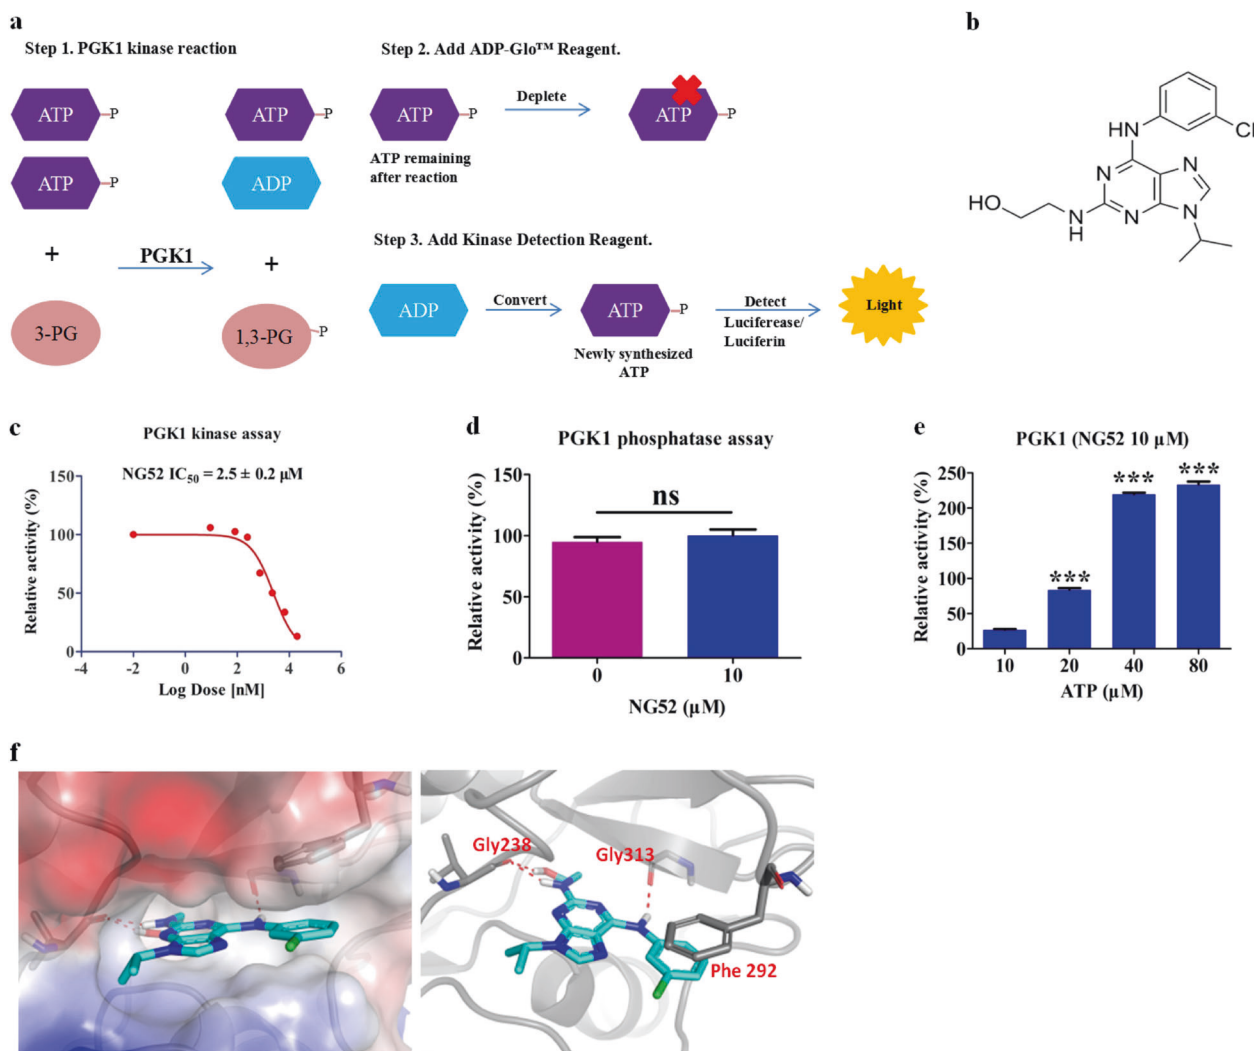 a
Step 1. PGK1 kinase reaction
ATP
P
ATP
P
ATP
P
ADP
+
PGK1
+
3-PG
1,3-PG
P
Step 2. Add ADP-Glo™ Reagent.
ATP
P
Deplete
ATP
P
ATP remaining
after reaction
Step 3. Add Kinase Detection Reagent.
ADP
Convert
ATP
P
Newly synthesized
ATP
Detect
Luciferease/
Luciferin
Light
b
Cl
HN
N
N
HO
N
H
N
N
c
PGK1 kinase assay
NG52 IC50 = 2.5 ± 0.2 µM
Relative activity (%)
150
100
50
0
-4
-2
0
2
4
6
Log Dose [nM]
d
PGK1 phosphatase assay
ns
Relative activity (%)
150
100
50
0
0
10
NG52 (µM)
e
PGK1 (NG52 10 µM)
Relative activity (%)
250
200
150
100
50
0
***
***
***
10
20
40
80
ATP (µM)
f
Gly238
Gly313
Phe 292